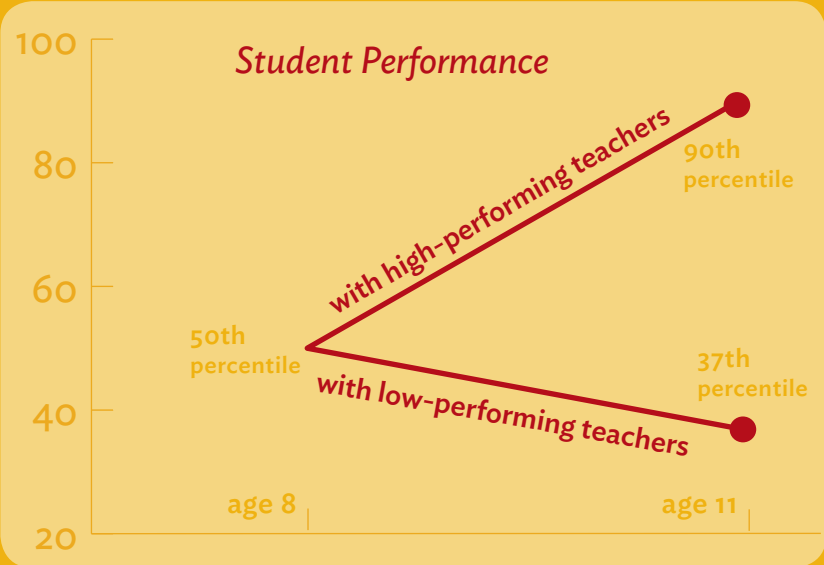 Student Performance
100
80
60
40
20
with high-performing teachers
90th
percentile
50th
percentile
37th
percentile
with low-performing teachers
age 8
age 11